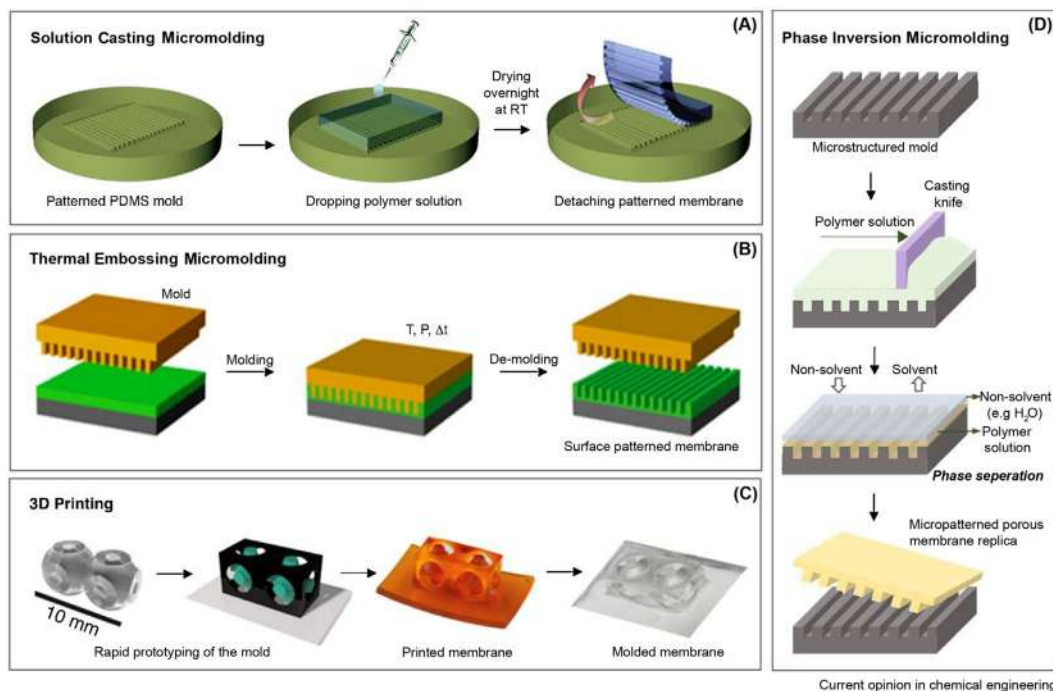 Solution Casting Micromolding
(A)
Drying
overnight
at RT
Patterned PDMS mold
Dropping polymer solution
Detaching patterned membrane
Thermal Embossing Micromolding
(B)
Mold
T, P, Δt
Molding
De-molding
Surface patterned membrane
3D Printing
(C)
10 mm
Rapid prototyping of the mold
Printed membrane
Molded membrane
(D)
Phase Inversion Micromolding
Microstructured mold
Casting
knife
Polymer solution
Non-solvent
Solvent
Non-solvent
(e.g H₂O)
Polymer
solution
Phase seperation
Micropatterned porous
membrane replica
Current opinion in chemical engineering